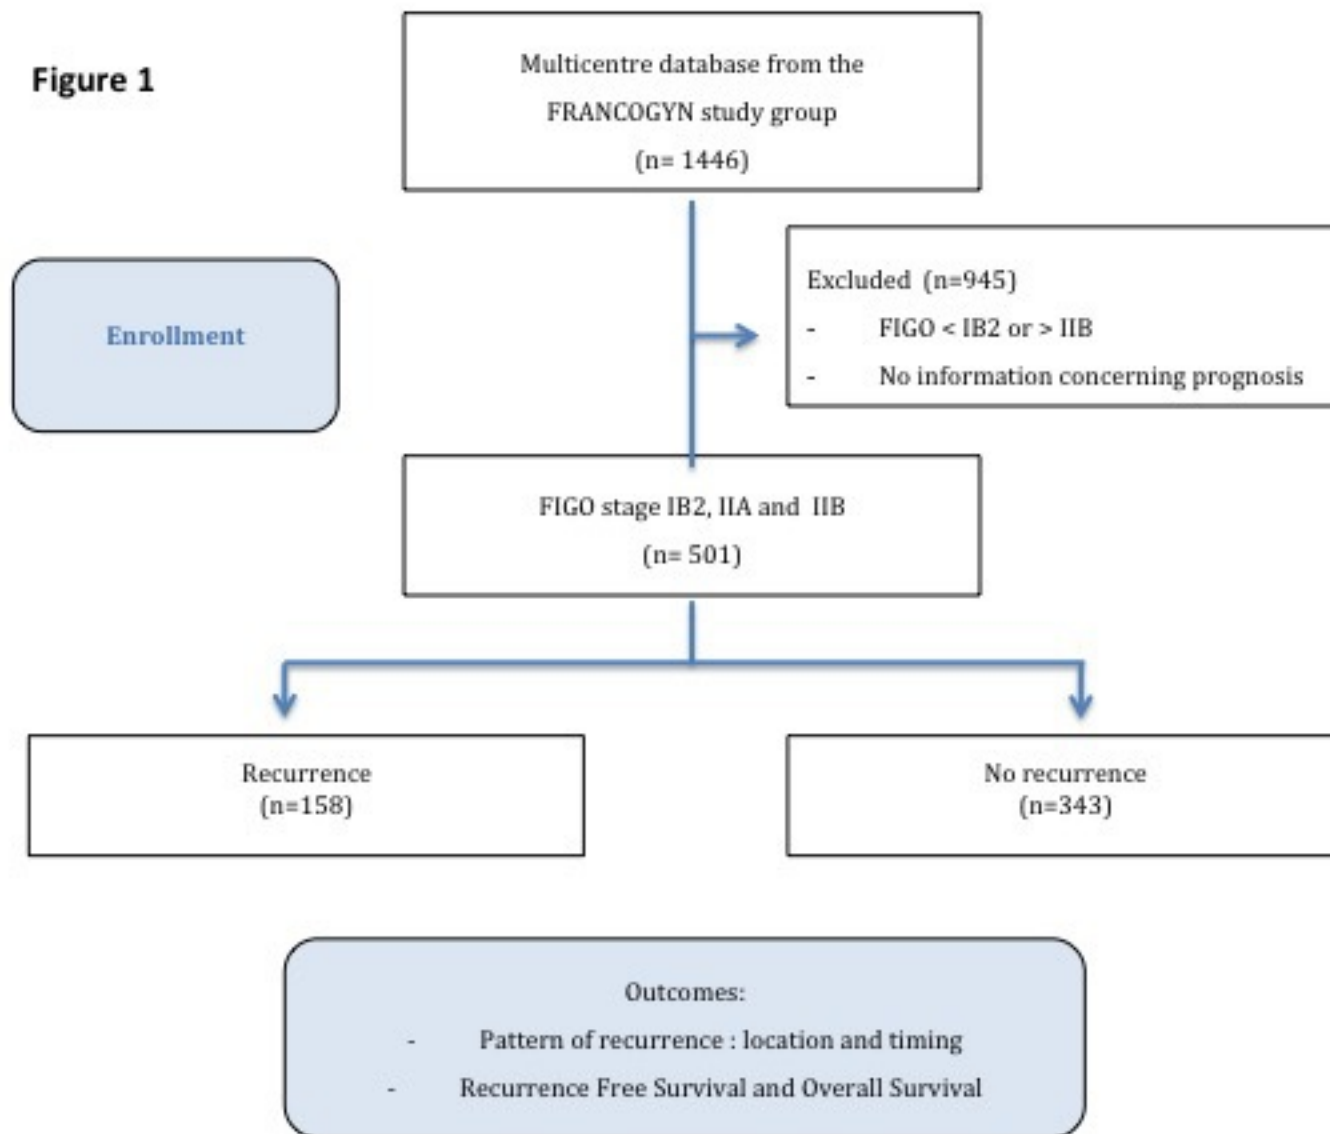 Figure 1
Multicentre database from the
FRANCOGYN study group
(n= 1446)
Excluded (n=945)
- FIGO < IB2 or > IIB
- No information concerning prognosis
Enrollment
FIGO stage IB2, IIA and IIB
(n= 501)
Recurrence
(n=158)
No recurrence
(n=343)
Outcomes:
- Pattern of recurrence : location and timing
- Recurrence Free Survival and Overall Survival